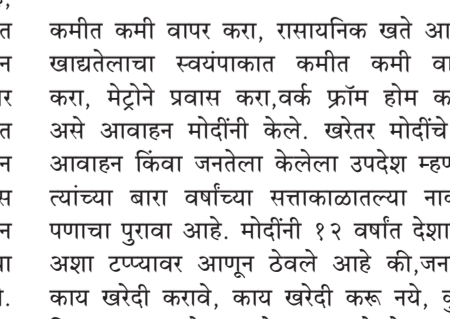 कमीत कमी वापर करा, रासायनिक खते
खाद्यतेलाचा स्वयंपाकात कमीत कमी
करा, मेट्रोने प्रवास करा,वर्क फ्रॉम होम
असे आवाहन मोदींनी केले. खरेतर मोदींचे
आवाहन किंवा जनतेला केलेला उपदेश
त्यांच्या बारा वर्षांच्या सत्ताकाळातल्या
पणाचा पुरावा आहे. मोदींनी १२ वर्षांत
अशा टप्प्यावर आणून ठेवले आहे की,
काय खरेदी करावे, काय खरेदी करू नये,